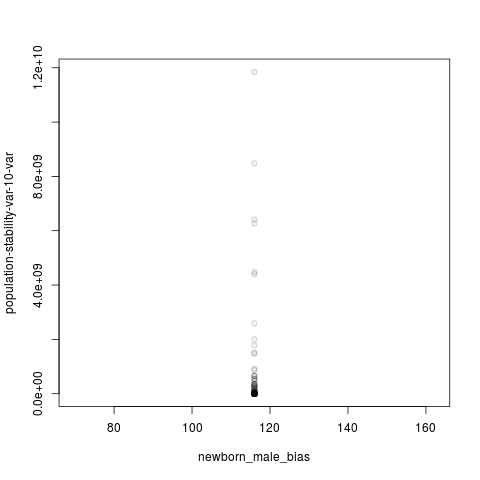 population-stability-var-10-var
1.2e+10
8.0e+09
4.0e+09
0.0e+00
80 100 120 140 160
newborn_male_bias